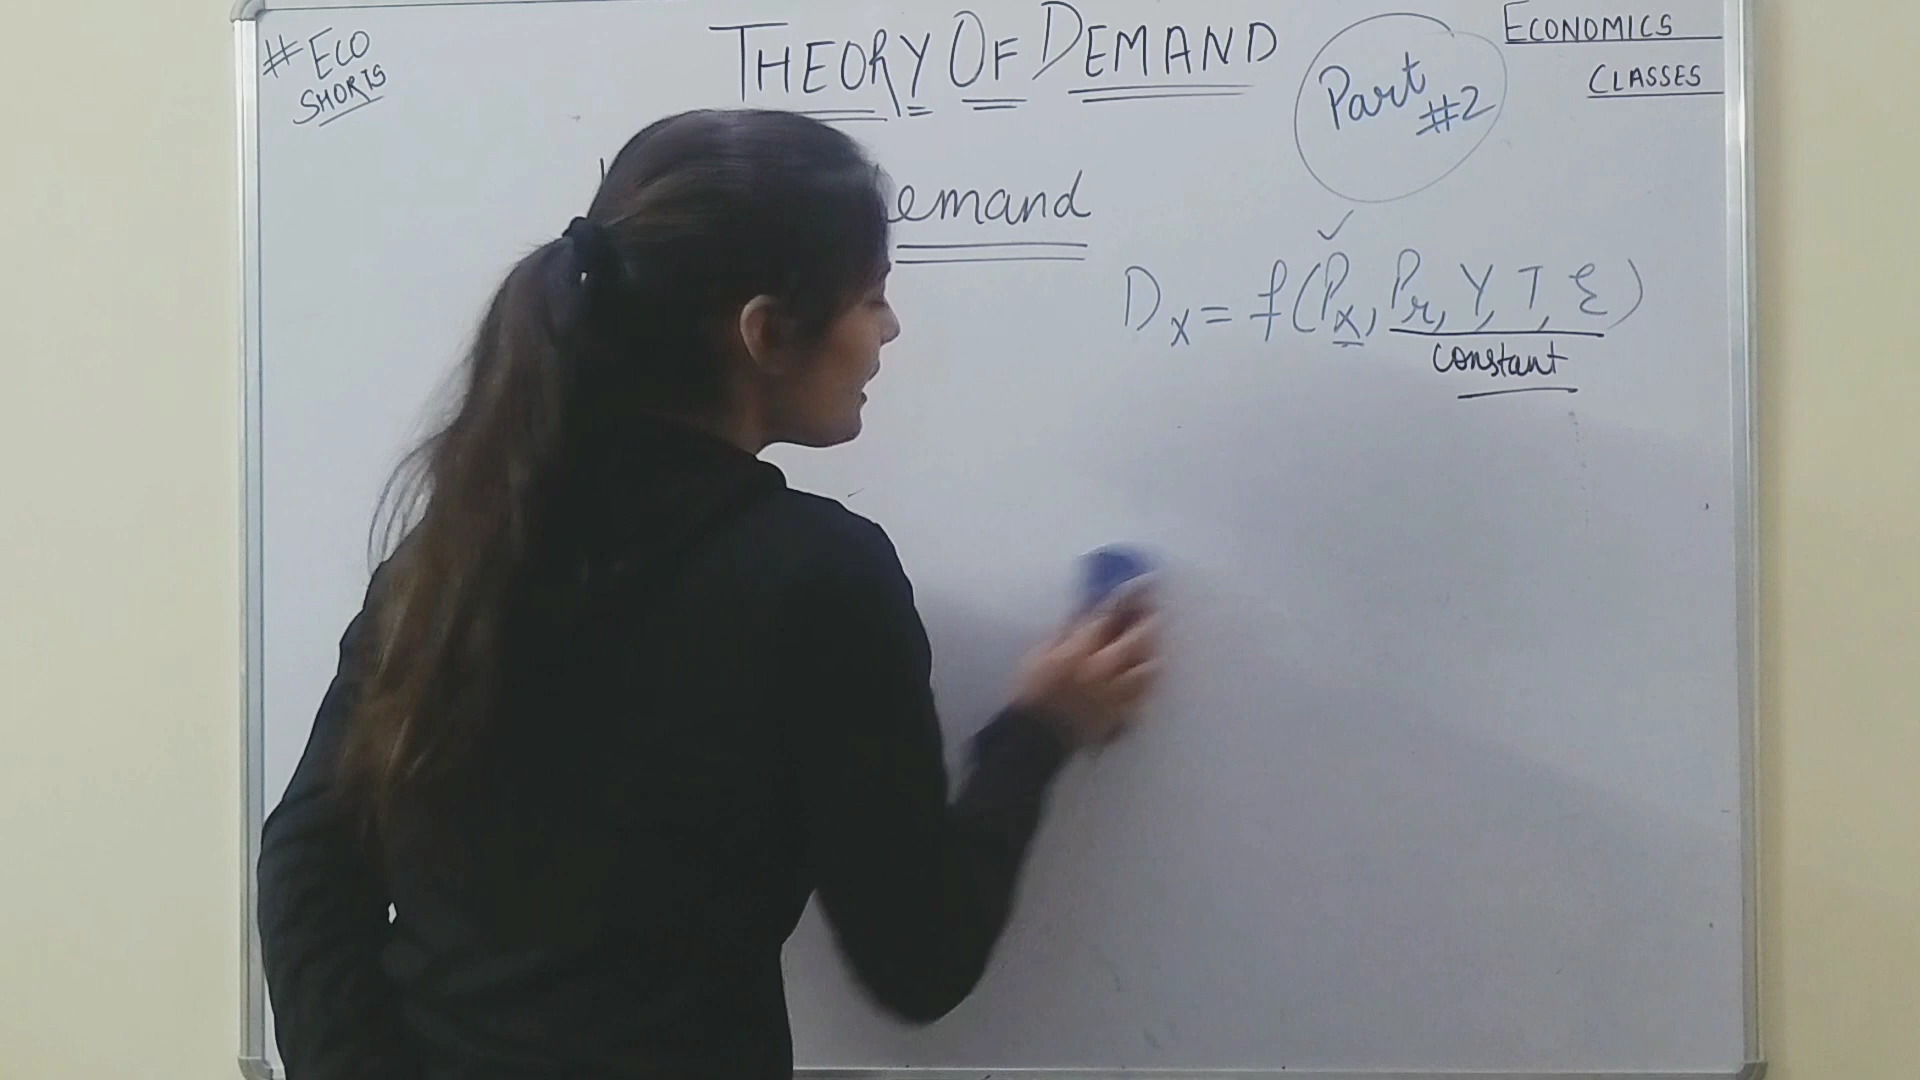 # ECO
SHORTS
THEORY OF DEMAND
Part
#2
ECONOMICS
CLASSES
emand
Dx = f(Px, Pr, Y, T, E)
constant